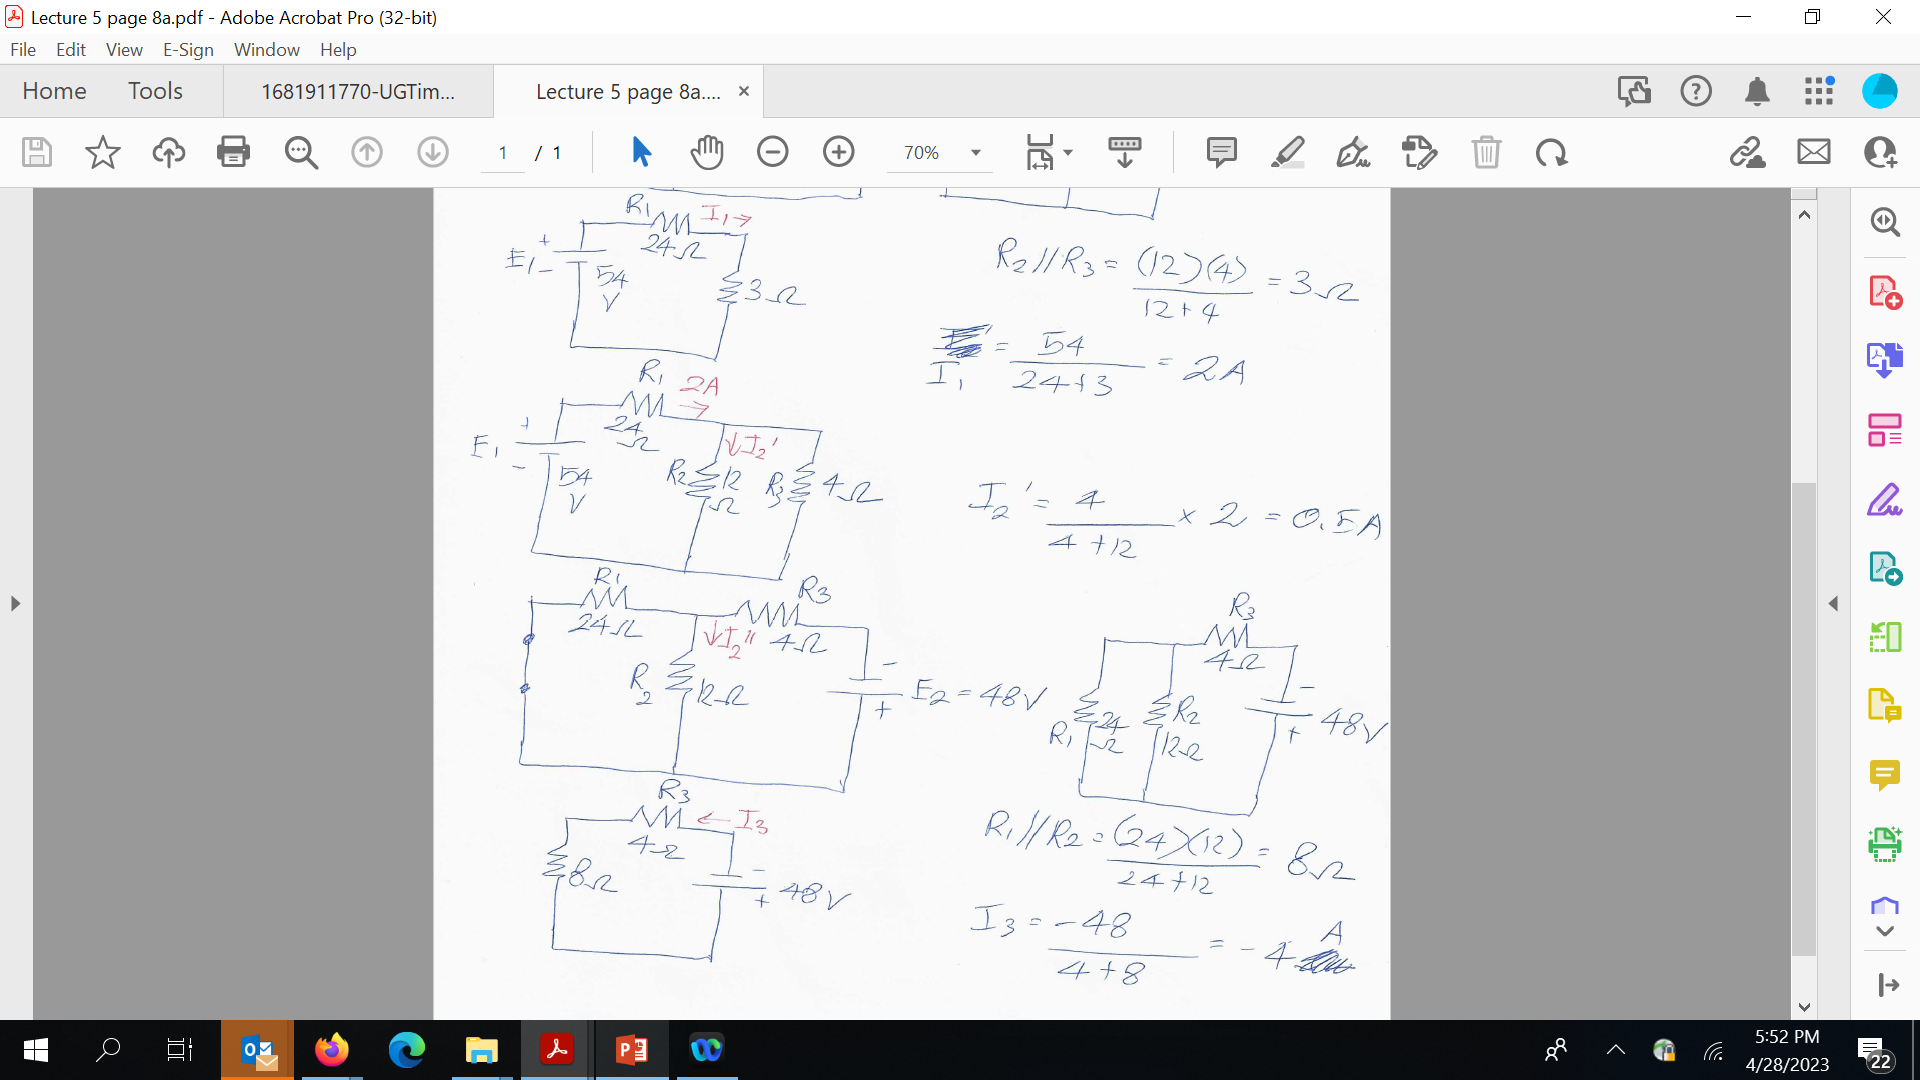 Lecture 5 page 8a.pdf - Adobe Acrobat Pro (32-bit)
File Edit View E-Sign Window Help
Home Tools 1681911770-UGTim... Lecture 5 page 8a....
1 / 1 70%
R1 I1 →
24Ω
E1 + -
54
V
3Ω
R2//R3 = (12)(4) / 12+4 = 3Ω
I1 = 54 / 24+3 = 2A
R1 2A →
24
Ω
E1 + -
54
V
↓I2'
R2 12
Ω
R3 4Ω
I2' = 4 / 4+12 × 2 = 0.5A
R1 R3
24Ω 4Ω
↓I2"
R2 12Ω
- +
E2 = 48V
R3
4Ω
R1 24
Ω
R2
12Ω
- +
48V
R3 ← I3
4Ω
8Ω
- +
48V
R1//R2 = (24)(12) / 24+12 = 8Ω
I3 = -48 / 4+8 = -4 A
5:52 PM
4/28/2023
22